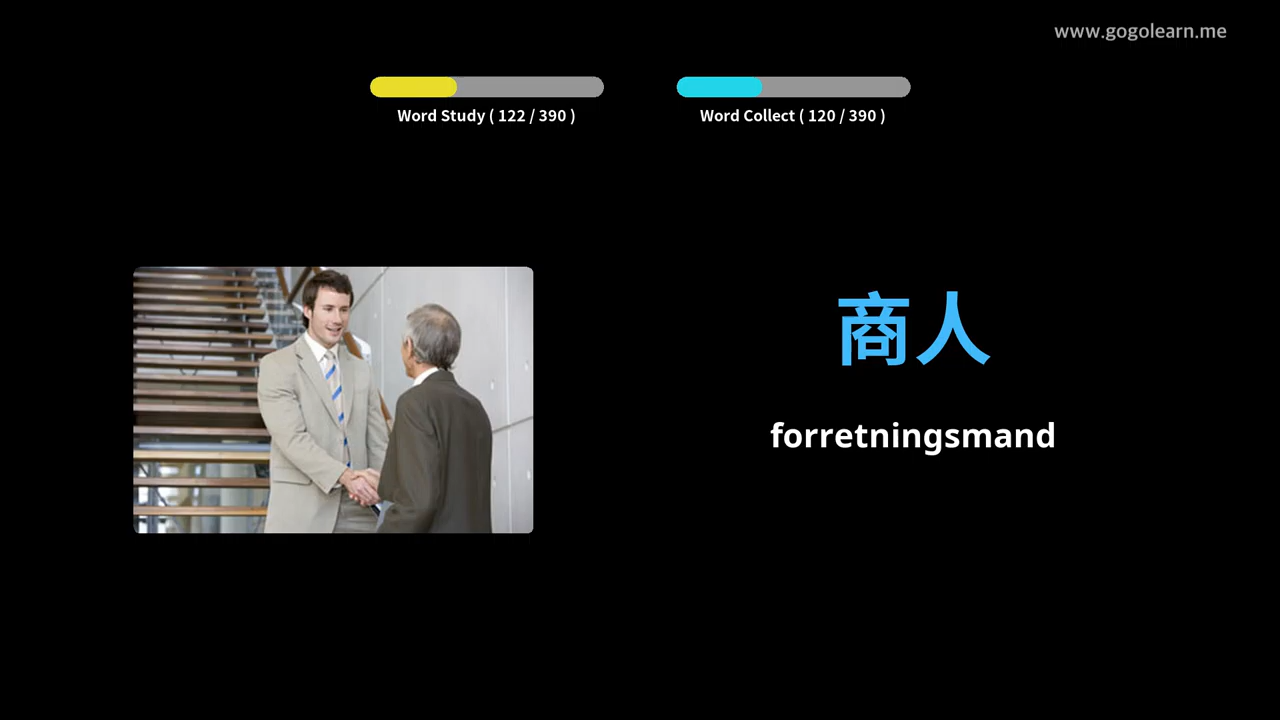 www.gogolearn.me
Word Study ( 122 / 390 )
Word Collect ( 120 / 390 )
商人
forretningsmand